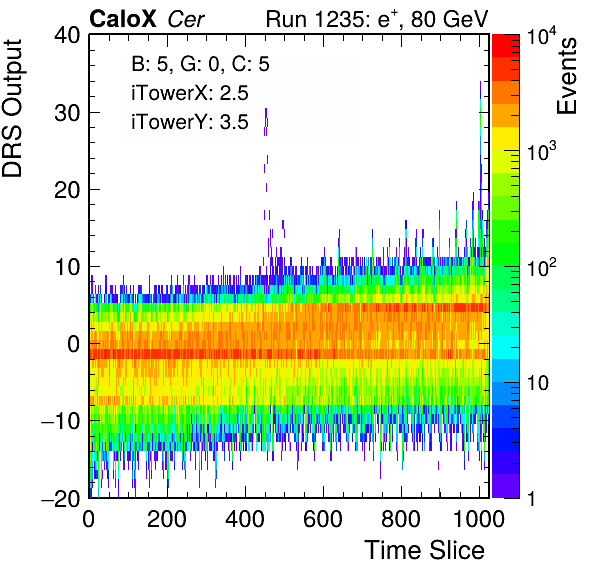 CaloX Cer Run 1235: e+, 80 GeV
B: 5, G: 0, C: 5
iTowerX: 2.5
iTowerY: 3.5
DRS Output
40
30
20
10
0
−10
−20
0 200 400 600 800 1000
Time Slice
Events
10^4
10^3
10^2
10
1